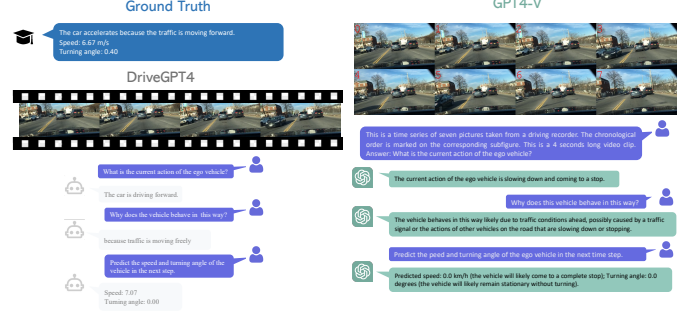 Ground Truth
The car accelerates because the traffic is moving forward.
Speed: 6.67 m/s
Turning angle: 0.40
DriveGPT4
What is the current action of the ego vehicle?
The car is driving forward.
Why does the vehicle behave in this way?
because traffic is moving freely
Predict the speed and turning angle of the
vehicle in the next step.
Speed: 7.07
Turning angle: 0.00
GPT4-V
4
5
6
This is a time series of seven pictures taken from a driving recorder. The chronological
order is marked on the corresponding subfigure. This is a 4 seconds long video clip.
Answer: What is the current action of the ego vehicle?
The current action of the ego vehicle is slowing down and coming to a stop.
Why does this vehicle behave in this way?
The vehicle behaves in this way likely due to traffic conditions ahead, possibly caused by a traffic
signal or the actions of other vehicles on the road that are slowing down or stopping.
Predict the peed and turning angle of the ego vehicle in the next time step.
Predicted speed: 0.0 km/h (the vehicle will likely come to a complete stop); Turning angle: 0.0
degrees (the vehicle will likely remain stationary without turning).